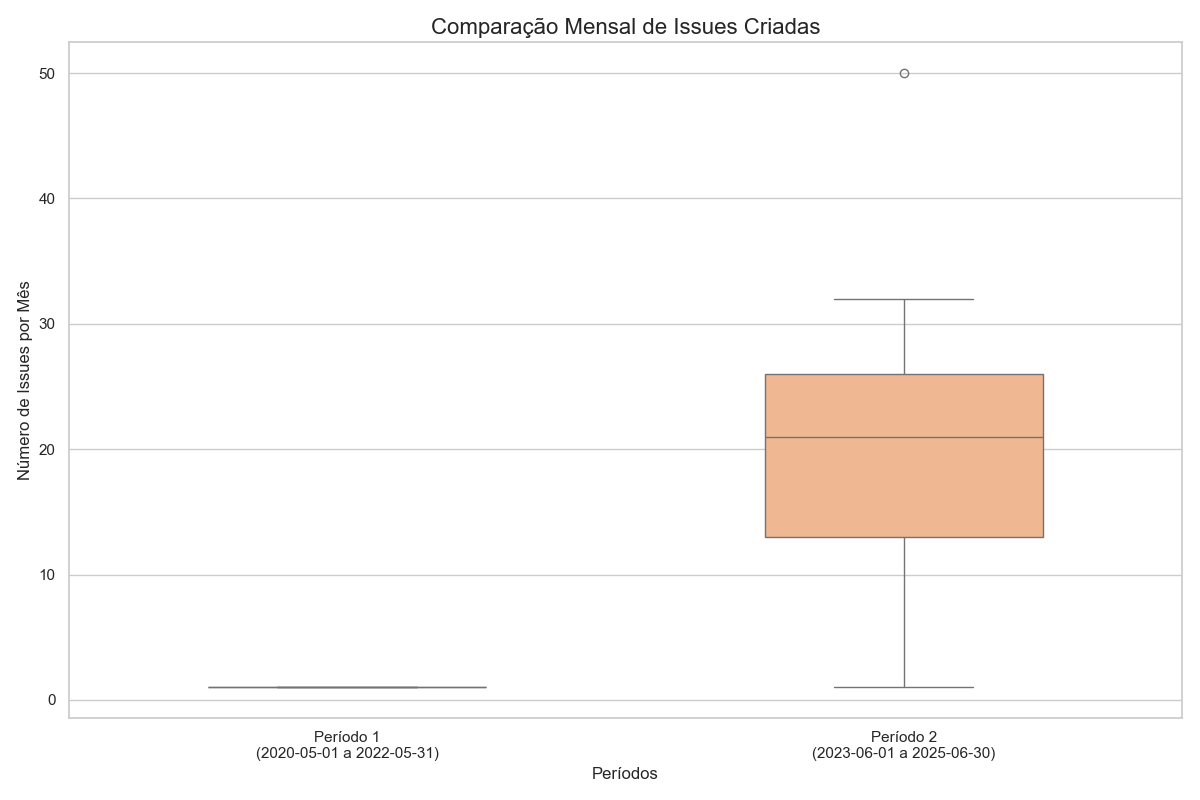 Comparação Mensal de Issues Criadas
Número de Issues por Mês
50
40
30
20
10
0
Período 1
(2020-05-01 a 2022-05-31)
Período 2
(2023-06-01 a 2025-06-30)
Períodos